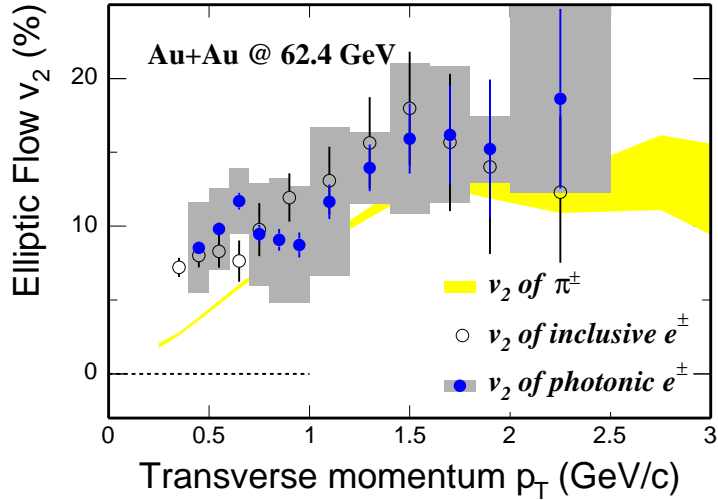 Au+Au @ 62.4 GeV
Elliptic Flow v2 (%)
20
10
0
v2 of π±
v2 of inclusive e±
v2 of photonic e±
0 0.5 1 1.5 2 2.5 3
Transverse momentum pT (GeV/c)